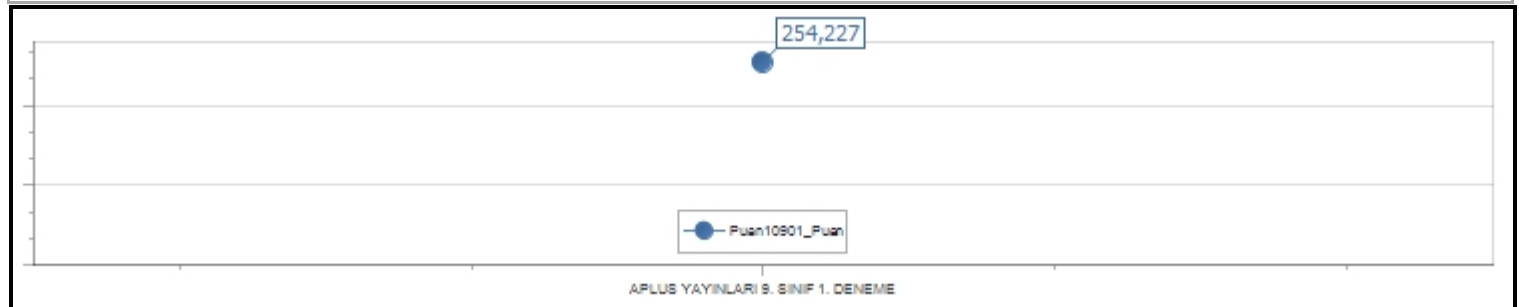 254,227
Puan10901_Puan
APLUS YAYINLARI 9. SINIF 1. DENEME